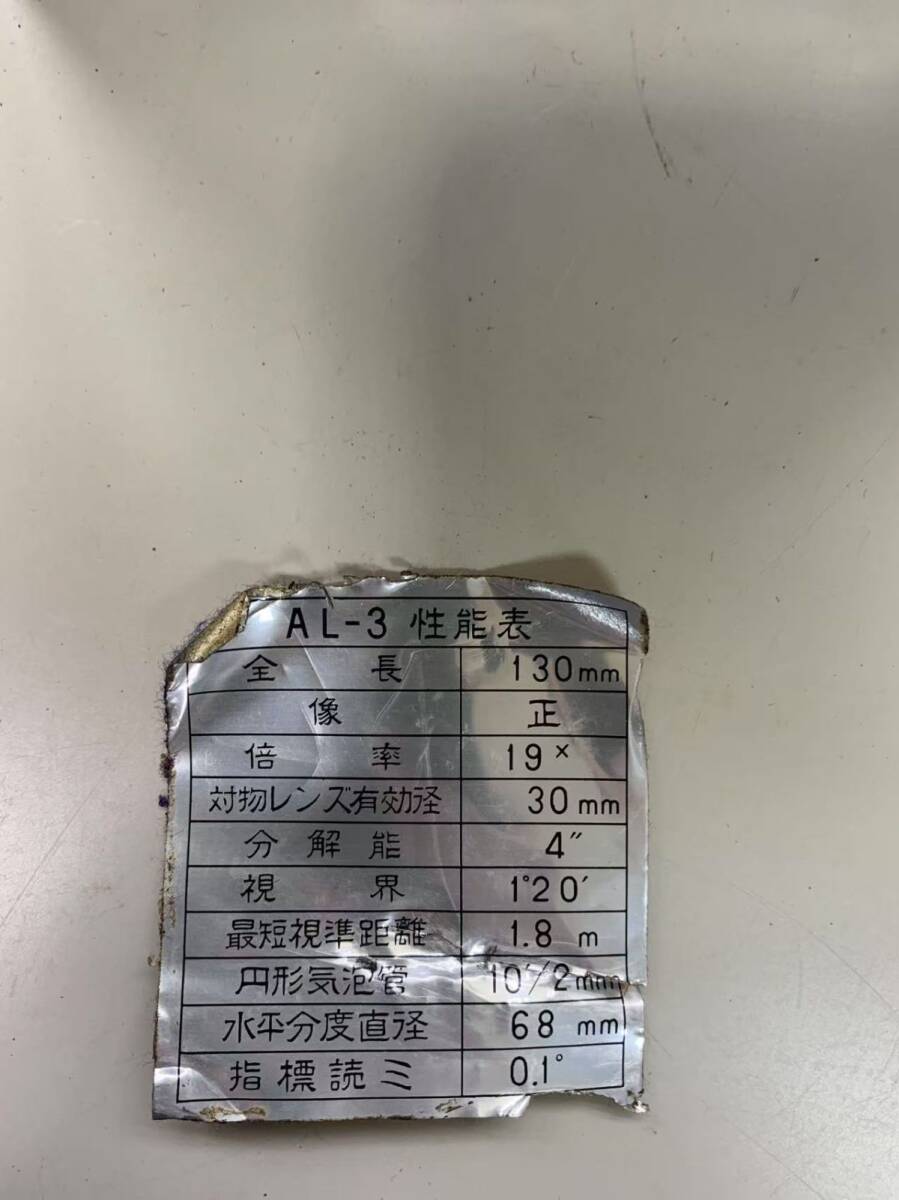 AL-3 性能表
全長 130mm
像 正
倍率 19×
対物レンズ有効径 30mm
分解能 4″
視界 1°20′
最短視準距離 1.8 m
円形気泡管 10′/2mm
水平分度直径 68 mm
指標読ミ 0.1°